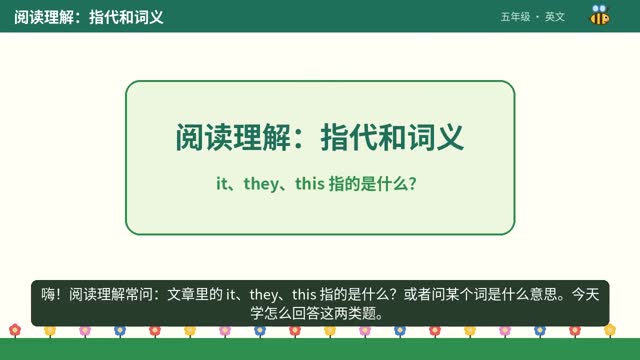 阅读理解：指代和词义
五年级 · 英文
阅读理解：指代和词义
it、they、this 指的是什么？
嗨！阅读理解常问：文章里的 it、they、this 指的是什么？或者问某个词是什么意思。今天
学怎么回答这两类题。